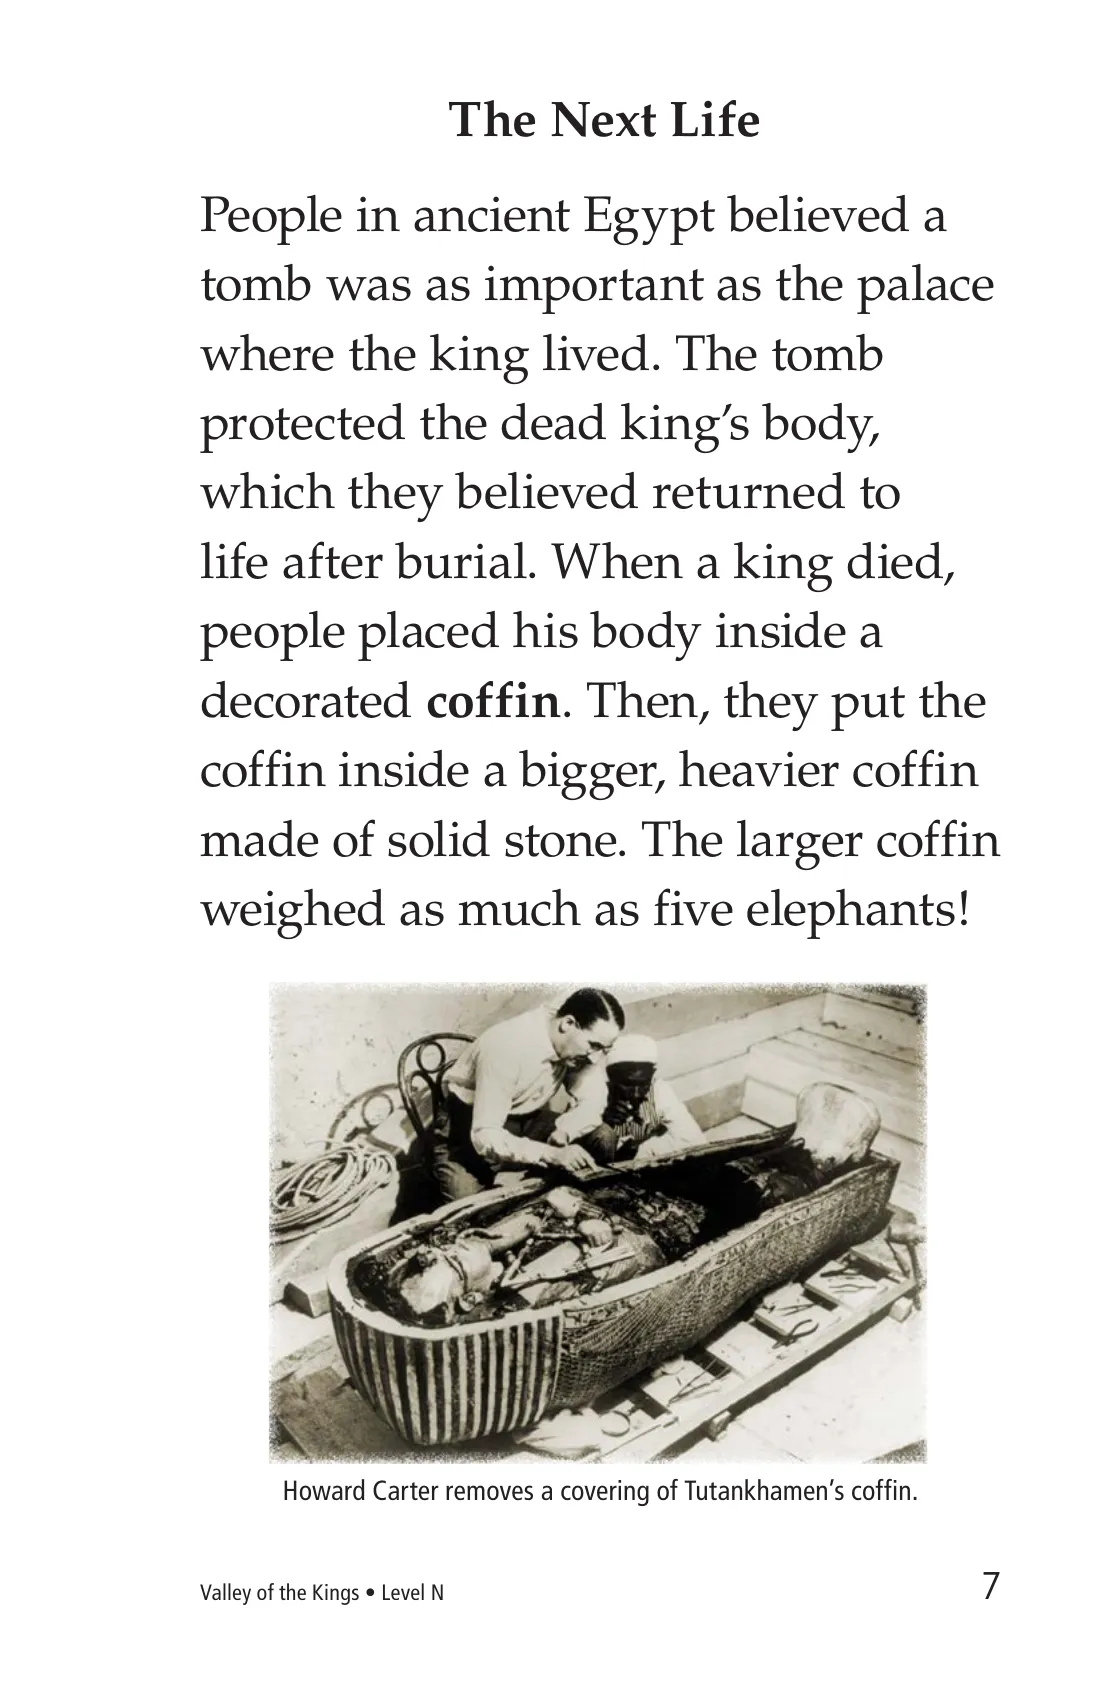 The Next Life
People in ancient Egypt believed a
tomb was as important as the palace
where the king lived. The tomb
protected the dead king’s body,
which they believed returned to
life after burial. When a king died,
people placed his body inside a
decorated coffin. Then, they put the
coffin inside a bigger, heavier coffin
made of solid stone. The larger coffin
weighed as much as five elephants!
Howard Carter removes a covering of Tutankhamen’s coffin.
Valley of the Kings • Level N
7